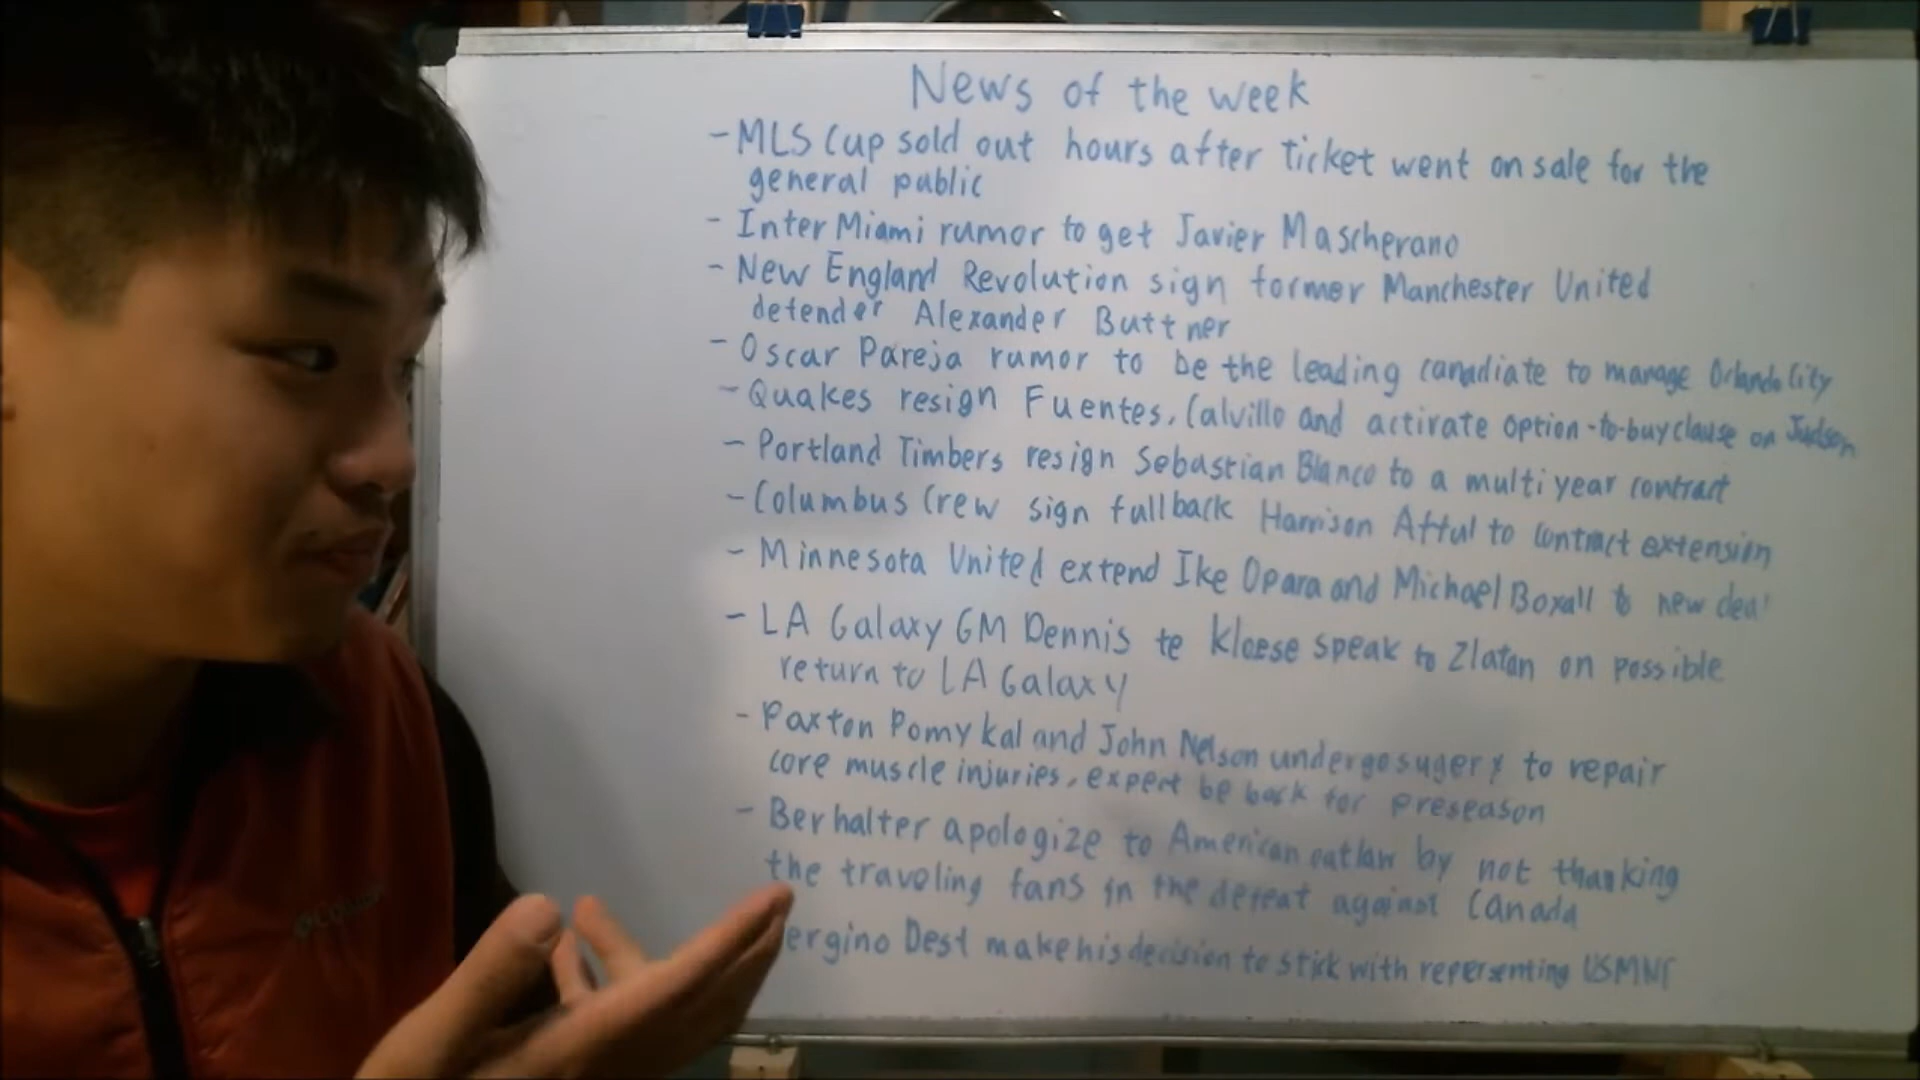 News of the week
- MLS Cup sold out hours after ticket went on sale for the
general public
- Inter Miami rumor to get Javier Mascherano
- New England Revolution sign former Manchester United
defender Alexander Buttner
- Oscar Pareja rumor to be the leading canadiate to manage Orlando City
- Quakes resign Fuentes, Calvillo and activate option-to-buy clause on Judson
- Portland Timbers resign Sebastian Blanco to a multi year contract
- Columbus Crew sign fullback Harrison Afful to contract extension
- Minnesota United extend Ike Opara and Michael Boxall to new deal
- LA Galaxy GM Dennis te kloese speak to Zlatan on possible
return to LA Galaxy
- Paxton Pomykal and John Nelson undergo sugery to repair
core muscle injuries, expect be back for preseason
- Berhalter apologize to American outlaw by not thanking
the traveling fans in the defeat against Canada
ergino Dest make his decision to stick with repersenting USMNT
Columbia